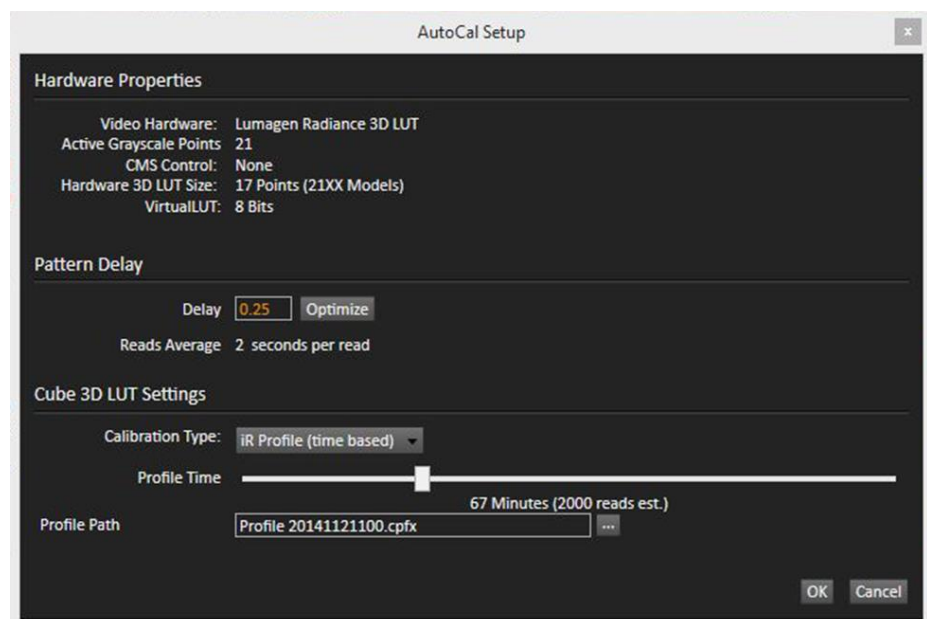 AutoCal Setup
x
Hardware Properties
Video Hardware: Lumagen Radiance 3D LUT
Active Grayscale Points 21
CMS Control: None
Hardware 3D LUT Size: 17 Points (21XX Models)
VirtualLUT: 8 Bits
Pattern Delay
Delay 0.25 Optimize
Reads Average 2 seconds per read
Cube 3D LUT Settings
Calibration Type: iR Profile (time based)
Profile Time
67 Minutes (2000 reads est.)
Profile Path Profile 20141121100.cpfx ...
OK Cancel